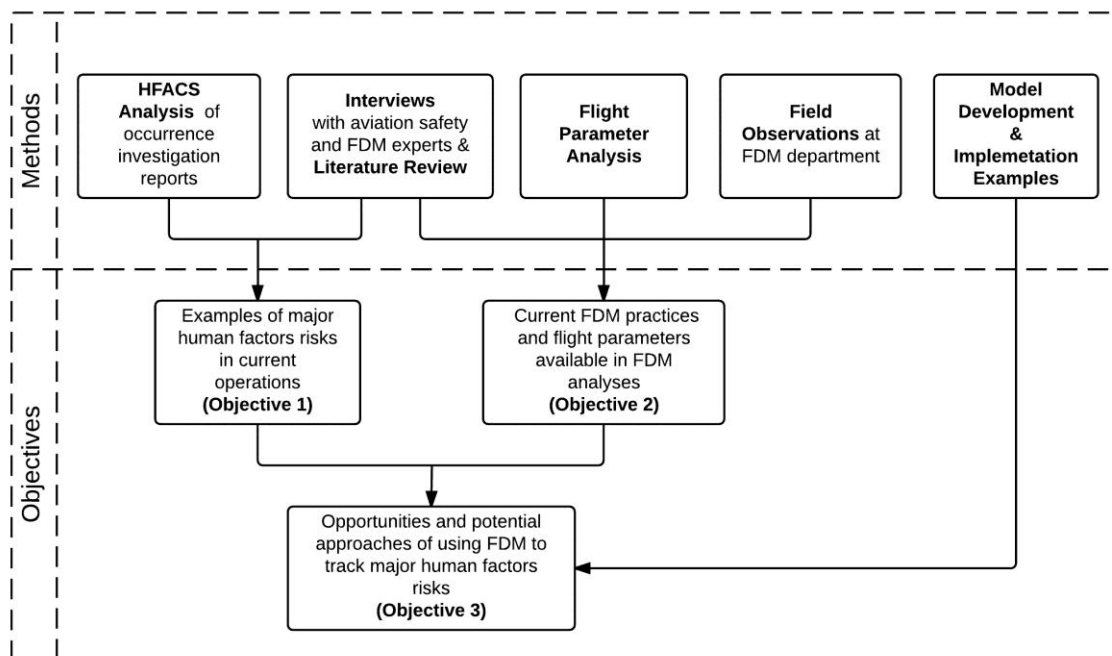 Methods
HFACS
Analysis of
occurrence
investigation
reports
Interviews
with aviation safety
and FDM experts &
Literature Review
Flight
Parameter
Analysis
Field
Observations at
FDM department
Model
Development
&
Implemetation
Examples
Objectives
Examples of major
human factors risks
in current
operations
(Objective 1)
Current FDM practices
and flight parameters
available in FDM
analyses
(Objective 2)
Opportunities and potential
approaches of using FDM to
track major human factors
risks
(Objective 3)